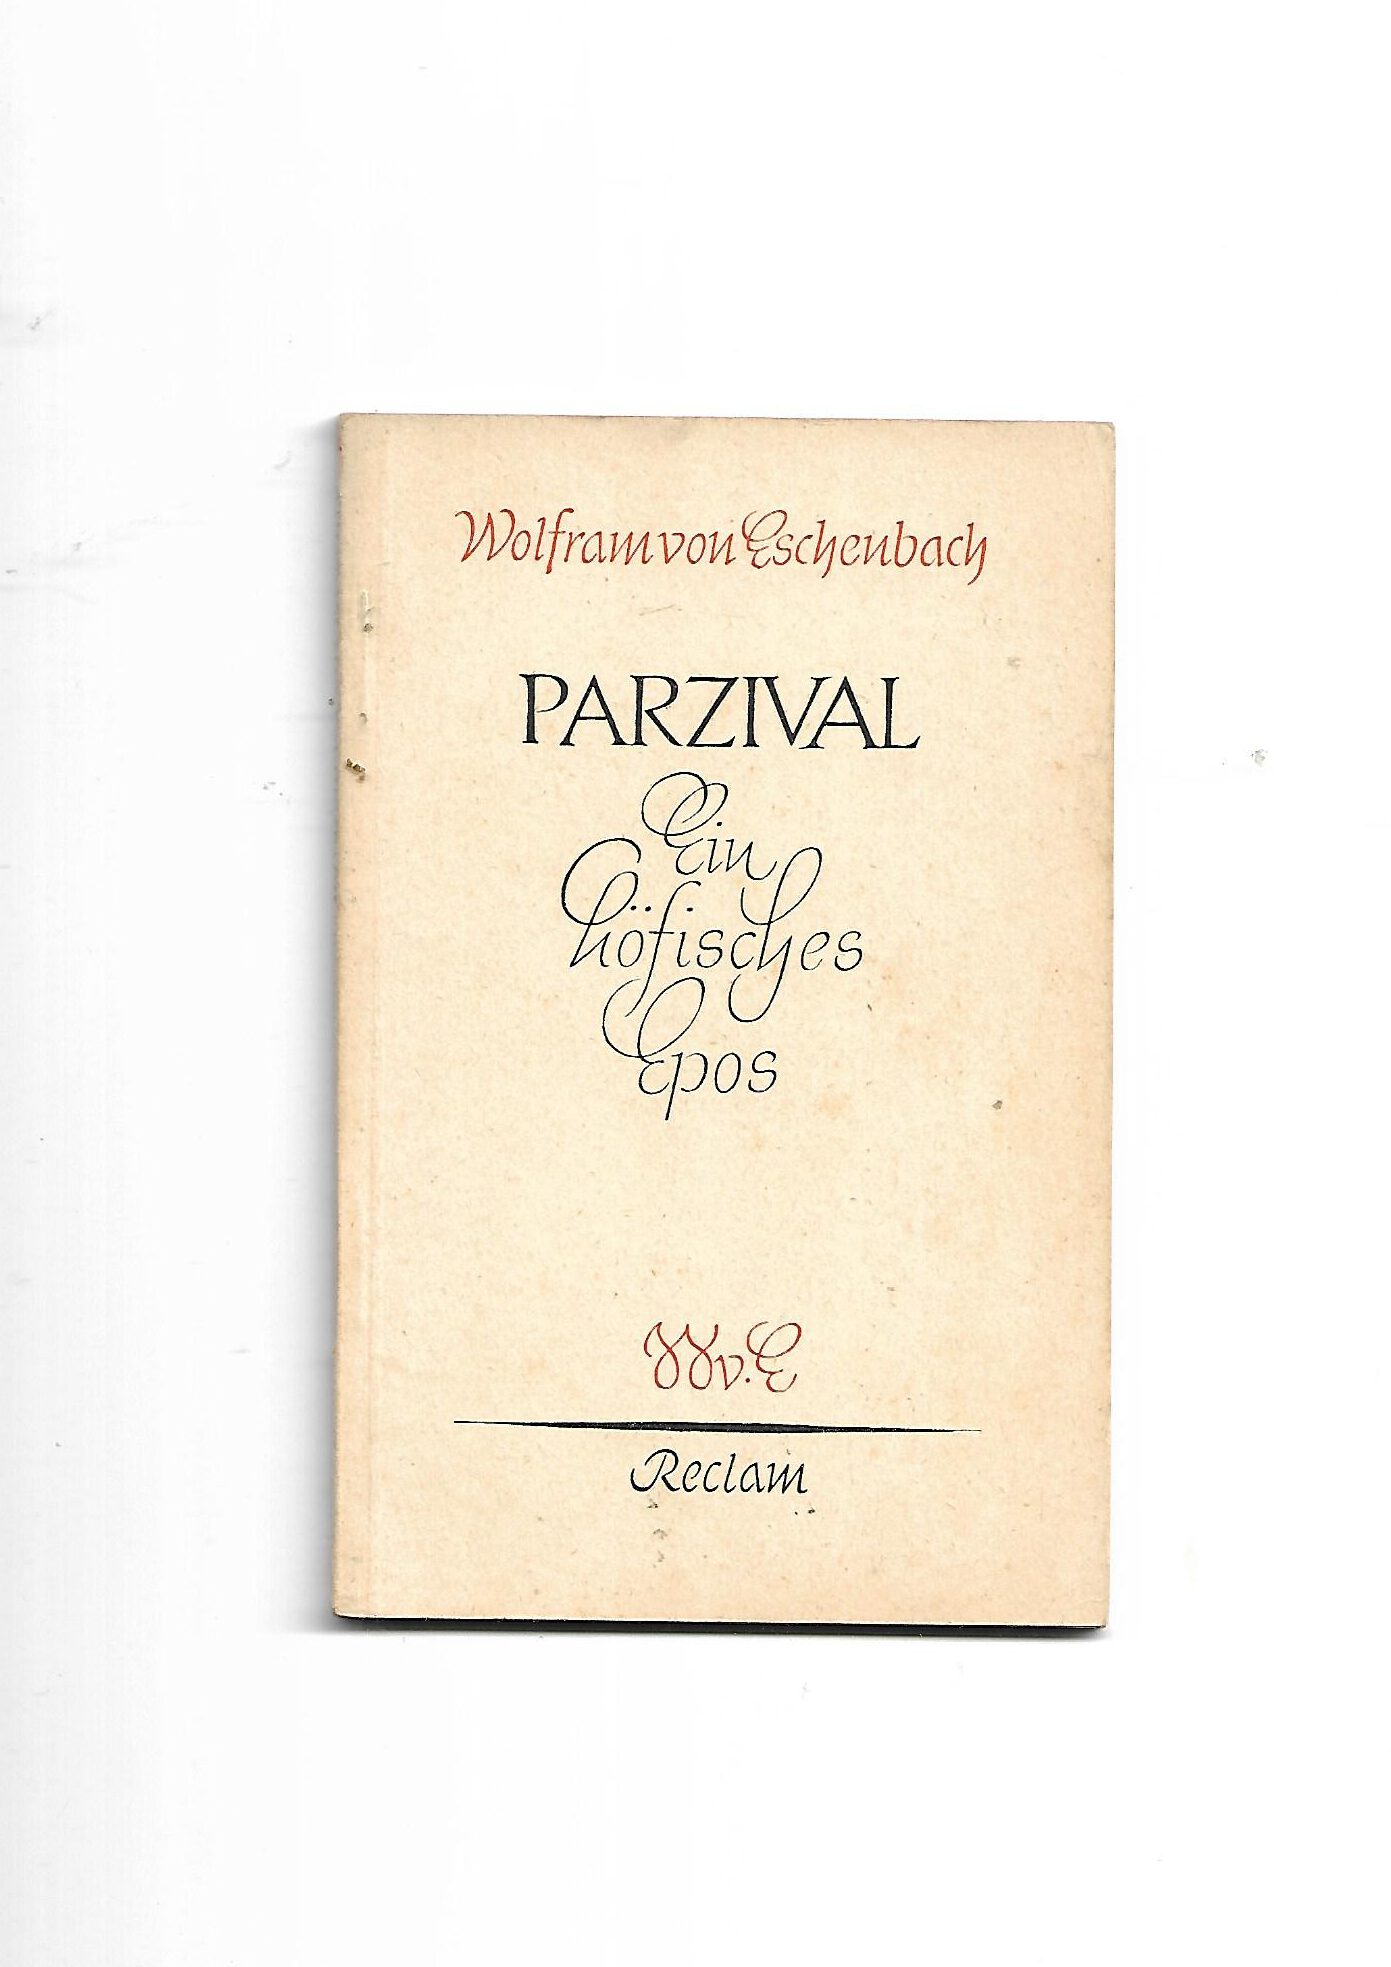 Wolfram von Eschenbach
PARZIVAL
Ein
höfisches
Epos
W v. E
Reclam